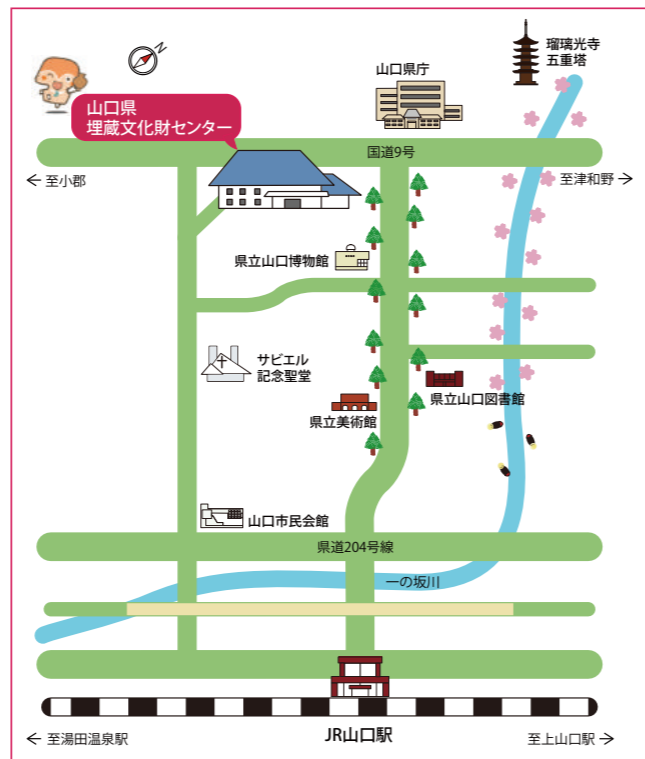 N
瑠璃光寺
五重塔
山口県庁
山口県
埋蔵文化財センター
国道9号
←至小郡
至津和野→
県立山口博物館
サビエル
記念聖堂
県立山口図書館
県立美術館
山口市民会館
県道204号線
一の坂川
JR山口駅
←至湯田温泉駅
至上山口駅→